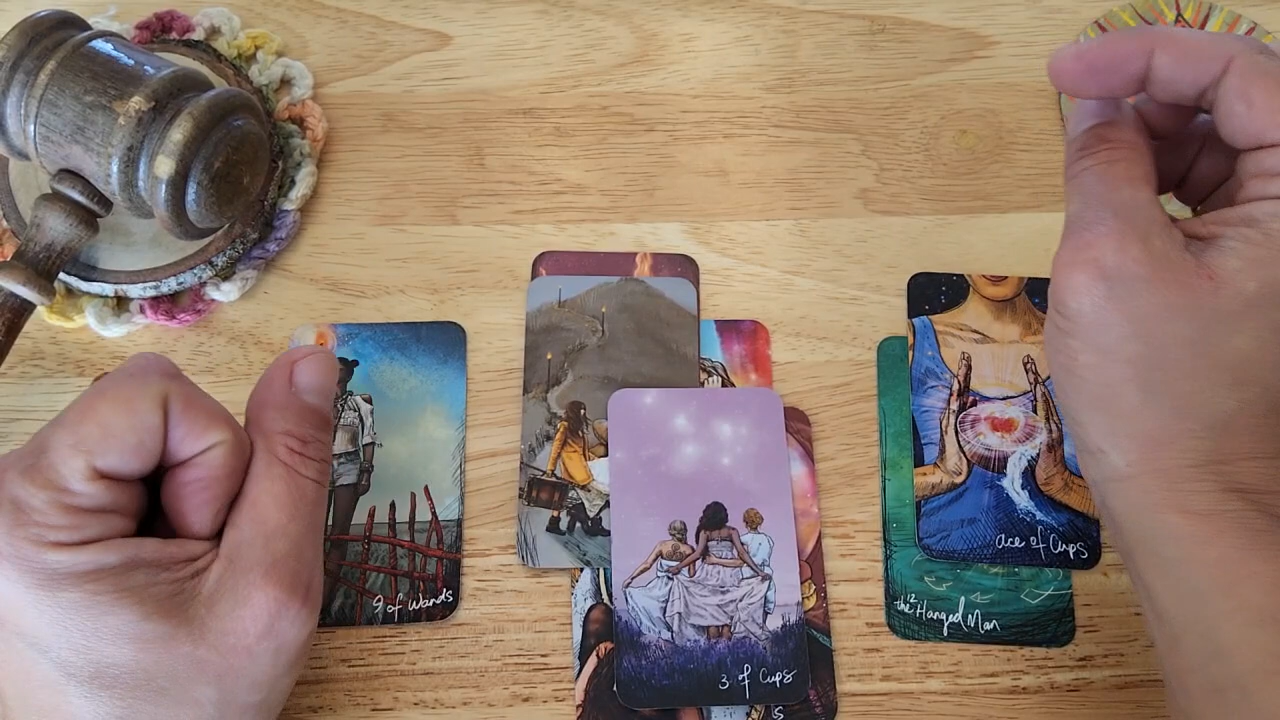 9 of Wands
3 of Cups
ace of Cups
the 12 Hanged Man